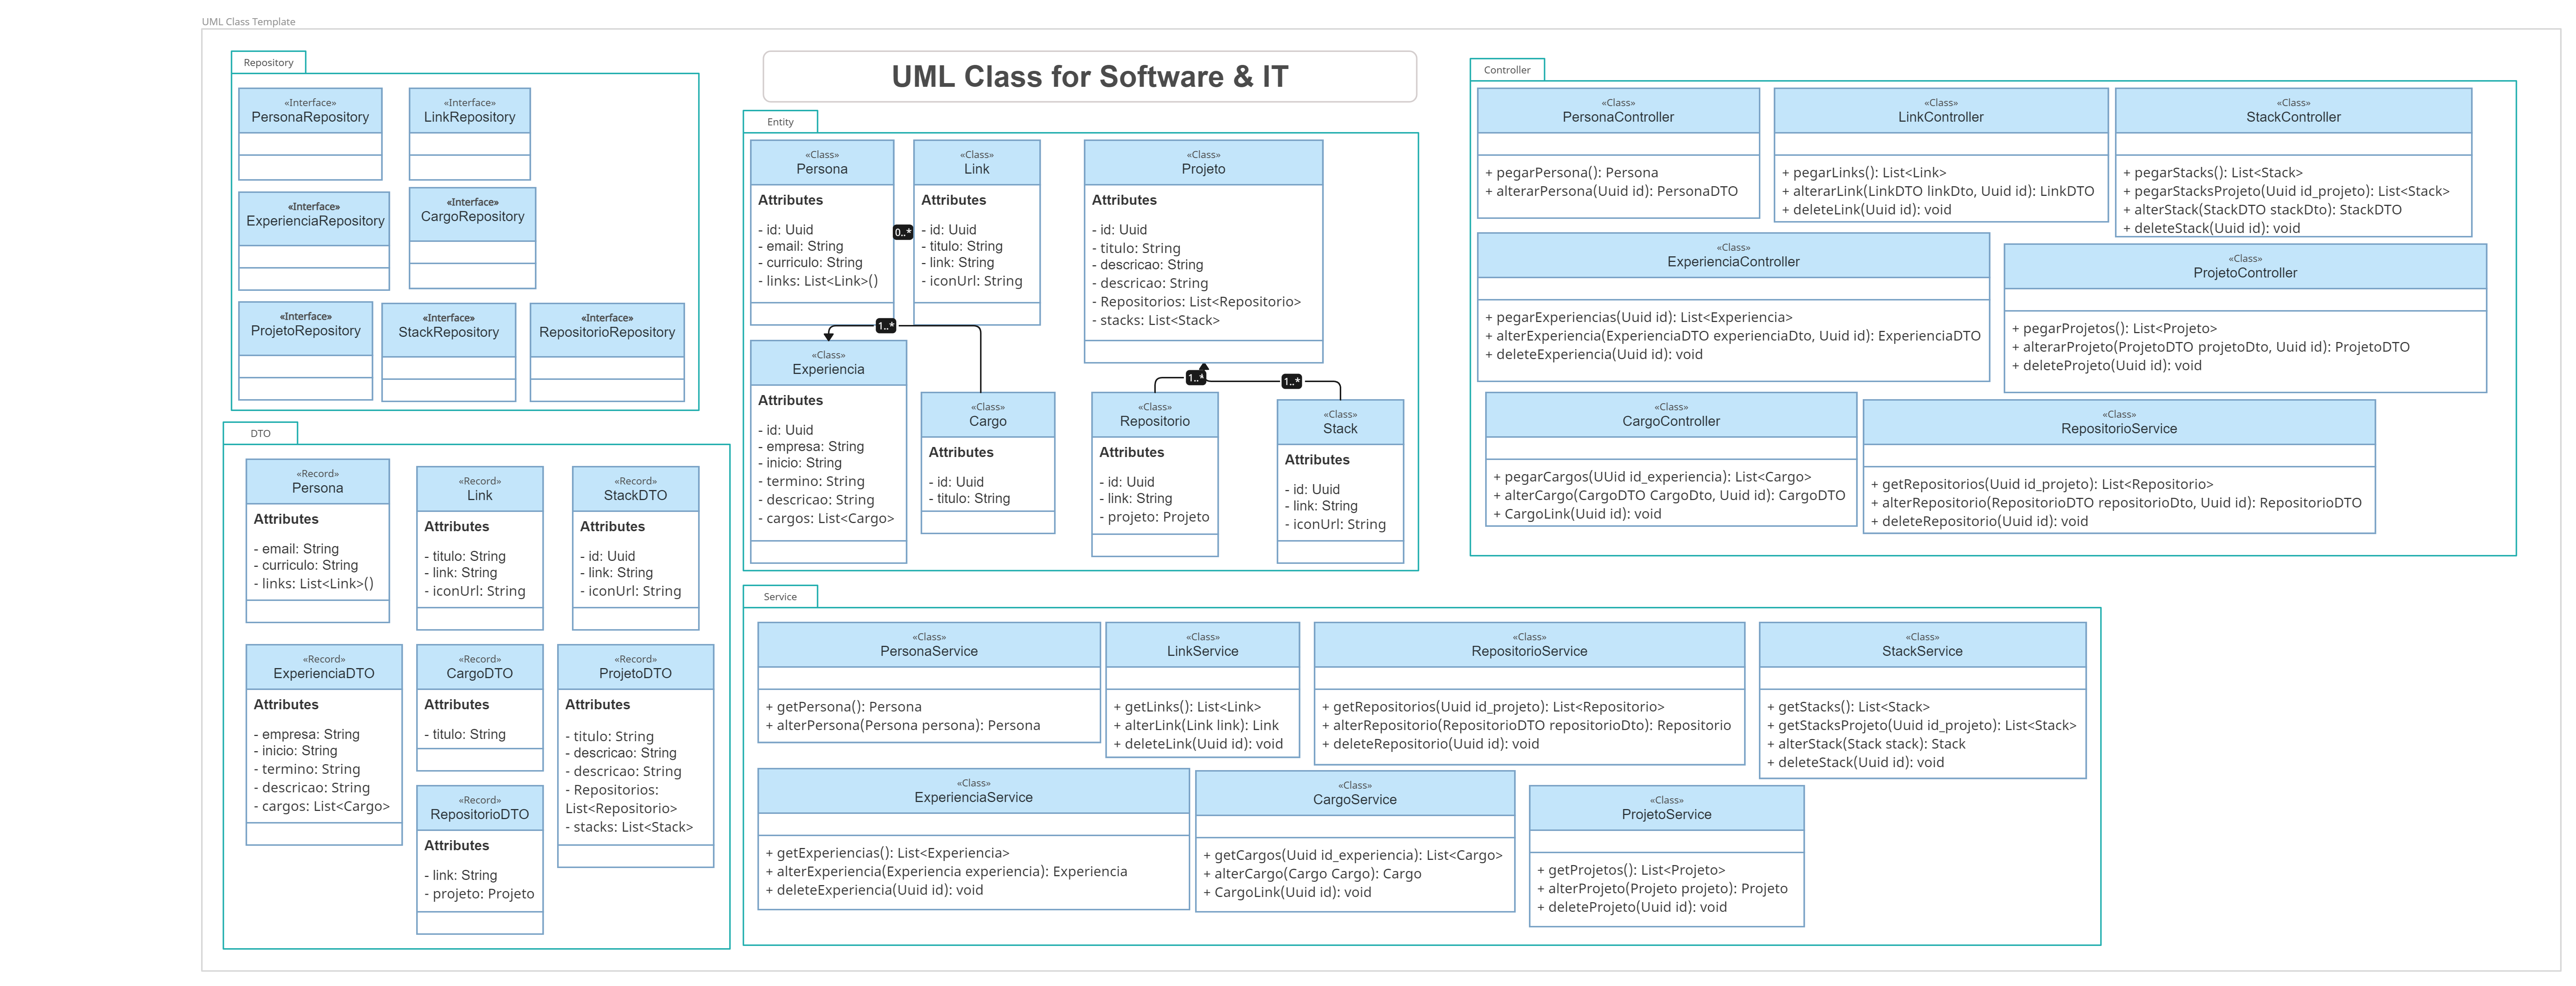 UML Class Template
UML Class for Software & IT
Repository
«Interface»
PersonaRepository
«Interface»
LinkRepository
«Interface»
ExperienciaRepository
«Interface»
CargoRepository
«Interface»
ProjetoRepository
«Interface»
StackRepository
«Interface»
RepositorioRepository
DTO
«Record»
Persona
Attributes
- email: String
- curriculo: String
- links: List<Link>()
«Record»
Link
Attributes
- titulo: String
- link: String
- iconUrl: String
«Record»
StackDTO
Attributes
- id: Uuid
- link: String
- iconUrl: String
«Record»
ExperienciaDTO
Attributes
- empresa: String
- inicio: String
- termino: String
- descricao: String
- cargos: List<Cargo>
«Record»
CargoDTO
Attributes
- titulo: String
«Record»
ProjetoDTO
Attributes
- titulo: String
- descricao: String
- descricao: String
- Repositorios:
List<Repositorio>
- stacks: List<Stack>
«Record»
RepositorioDTO
Attributes
- link: String
- projeto: Projeto
Entity
«Class»
Persona
Attributes
- id: Uuid
- email: String
- curriculo: String
- links: List<Link>()
0..*
«Class»
Link
Attributes
- id: Uuid
- titulo: String
- link: String
- iconUrl: String
«Class»
Projeto
Attributes
- id: Uuid
- titulo: String
- descricao: String
- descricao: String
- Repositorios: List<Repositorio>
- stacks: List<Stack>
1..*
«Class»
Experiencia
Attributes
- id: Uuid
- empresa: String
- inicio: String
- termino: String
- descricao: String
- cargos: List<Cargo>
«Class»
Cargo
Attributes
- id: Uuid
- titulo: String
1..*
1..*
«Class»
Repositorio
Attributes
- id: Uuid
- link: String
- projeto: Projeto
«Class»
Stack
Attributes
- id: Uuid
- link: String
- iconUrl: String
Controller
«Class»
PersonaController
+ pegarPersona(): Persona
+ alterarPersona(Uuid id): PersonaDTO
«Class»
LinkController
+ pegarLinks(): List<Link>
+ alterarLink(LinkDTO linkDto, Uuid id): LinkDTO
+ deleteLink(Uuid id): void
«Class»
StackController
+ pegarStacks(): List<Stack>
+ pegarStacksProjeto(Uuid id_projeto): List<Stack>
+ alterStack(StackDTO stackDto): StackDTO
+ deleteStack(Uuid id): void
«Class»
ExperienciaController
+ pegarExperiencias(Uuid id): List<Experiencia>
+ alterExperiencia(ExperienciaDTO experienciaDto, Uuid id): ExperienciaDTO
+ deleteExperiencia(Uuid id): void
«Class»
ProjetoController
+ pegarProjetos(): List<Projeto>
+ alterarProjeto(ProjetoDTO projetoDto, Uuid id): ProjetoDTO
+ deleteProjeto(Uuid id): void
«Class»
CargoController
+ pegarCargos(UUid id_experiencia): List<Cargo>
+ alterCargo(CargoDTO CargoDto, Uuid id): CargoDTO
+ CargoLink(Uuid id): void
«Class»
RepositorioService
+ getRepositorios(Uuid id_projeto): List<Repositorio>
+ alterRepositorio(RepositorioDTO repositorioDto, Uuid id): RepositorioDTO
+ deleteRepositorio(Uuid id): void
Service
«Class»
PersonaService
+ getPersona(): Persona
+ alterPersona(Persona persona): Persona
«Class»
LinkService
+ getLinks(): List<Link>
+ alterLink(Link link): Link
+ deleteLink(Uuid id): void
«Class»
RepositorioService
+ getRepositorios(Uuid id_projeto): List<Repositorio>
+ alterRepositorio(RepositorioDTO repositorioDto): Repositorio
+ deleteRepositorio(Uuid id): void
«Class»
StackService
+ getStacks(): List<Stack>
+ getStacksProjeto(Uuid id_projeto): List<Stack>
+ alterStack(Stack stack): Stack
+ deleteStack(Uuid id): void
«Class»
ExperienciaService
+ getExperiencias(): List<Experiencia>
+ alterExperiencia(Experiencia experiencia): Experiencia
+ deleteExperiencia(Uuid id): void
«Class»
CargoService
+ getCargos(Uuid id_experiencia): List<Cargo>
+ alterCargo(Cargo Cargo): Cargo
+ CargoLink(Uuid id): void
«Class»
ProjetoService
+ getProjetos(): List<Projeto>
+ alterProjeto(Projeto projeto): Projeto
+ deleteProjeto(Uuid id): void